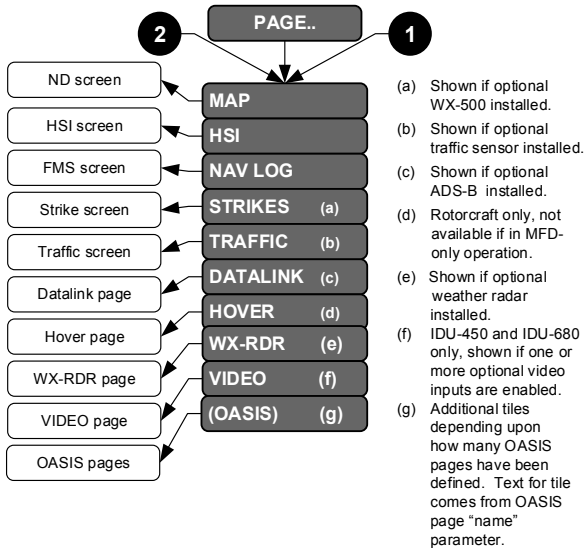 PAGE..
2
1
ND screen
HSI screen
FMS screen
Strike screen
Traffic screen
Datalink page
Hover page
WX-RDR page
VIDEO page
OASIS pages
MAP
HSI
NAV LOG
STRIKES (a)
TRAFFIC (b)
DATALINK (c)
HOVER (d)
WX-RDR (e)
VIDEO (f)
(OASIS) (g)
(a) Shown if optional
WX-500 installed.
(b) Shown if optional
traffic sensor installed.
(c) Shown if optional
ADS-B installed.
(d) Rotorcraft only, not
available if in MFD-
only operation.
(e) Shown if optional
weather radar
installed.
(f) IDU-450 and IDU-680
only, shown if one or
more optional video
inputs are enabled.
(g) Additional tiles
depending upon
how many OASIS
pages have been
defined. Text for tile
comes from OASIS
page “name”
parameter.